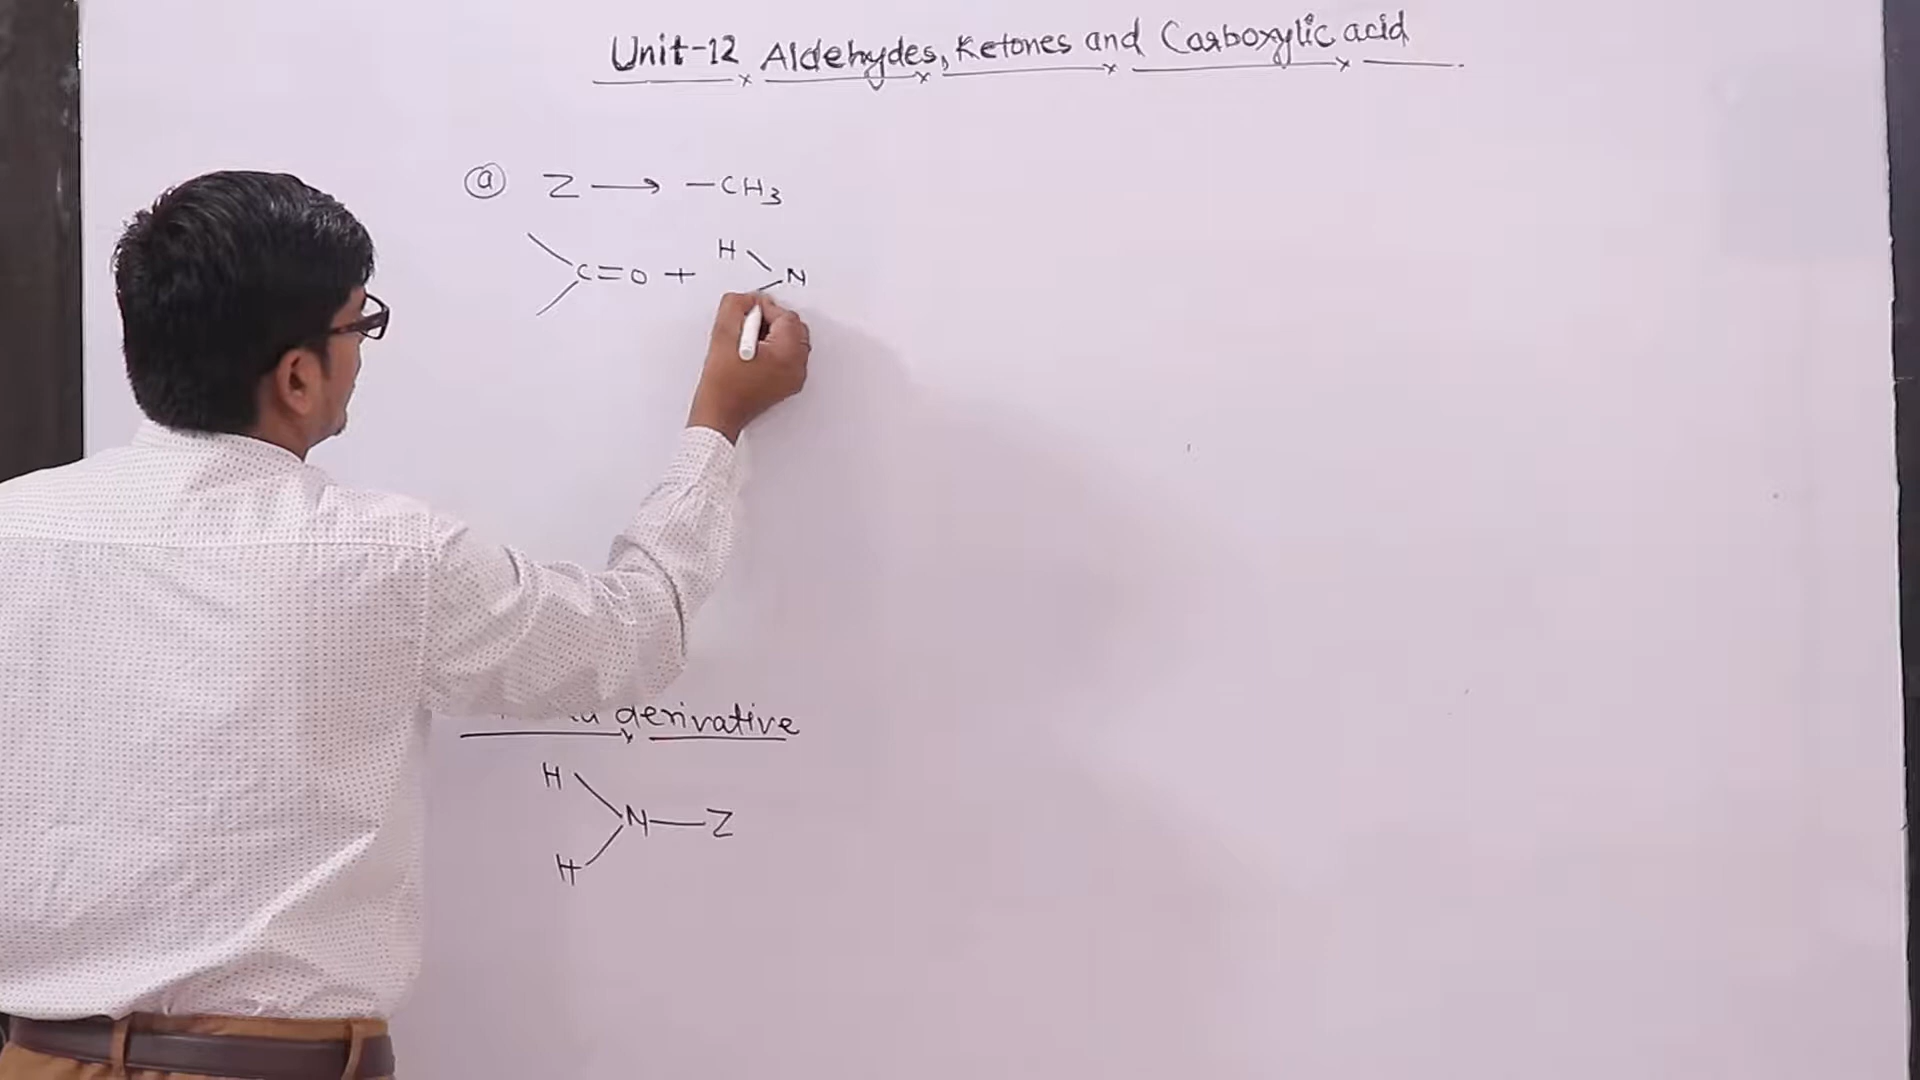 Unit-12 Aldehydes, Ketones and Carboxylic acid
ⓐ Z ⟶ —CH3
H
C=O + N
derivative
H
N—Z
H